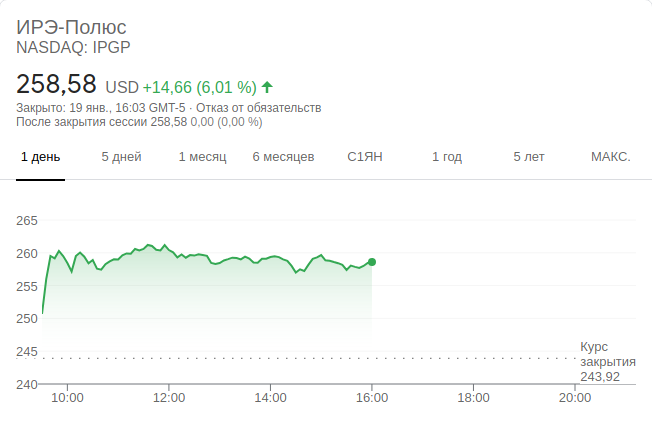 ИРЭ-Полюс
NASDAQ: IPGP
258,58 USD +14,66 (6,01 %)
Закрыто: 19 янв., 16:03 GMT-5 · Отказ от обязательств
После закрытия сессии 258,58 0,00 (0,00 %)
1 день 5 дней 1 месяц 6 месяцев С1ЯН 1 год 5 лет МАКС.
265
260
255
250
245
240
Курс
закрытия
243,92
10:00 12:00 14:00 16:00 18:00 20:00